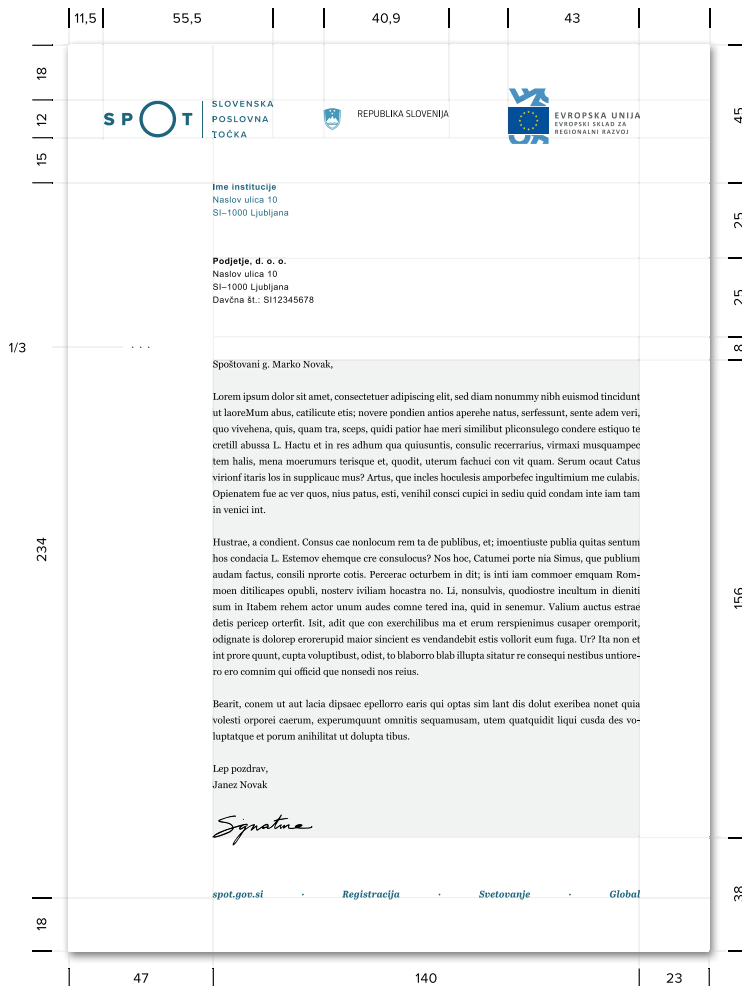 11,5
55,5
40,9
43
18
12
15
45
SPOT
SLOVENSKA
POSLOVNA
TOČKA
REPUBLIKA SLOVENIJA
EVROPSKA UNIJA
EVROPSKI SKLAD ZA
REGIONALNI RAZVOJ
Ime institucije
Naslov ulica 10
SI–1000 Ljubljana
25
Podjetje, d. o. o.
Naslov ulica 10
SI–1000 Ljubljana
Davčna št.: SI12345678
25
1/3
8
Spoštovani g. Marko Novak,
Lorem ipsum dolor sit amet, consectetuer adipiscing elit, sed diam nonummy nibh euismod tincidunt
ut laoreMum abus, catilicute etis; novere pondien antios aperehe natus, serfessunt, sente adem veri,
quo vivehena, quis, quam tra, sceps, quidi patior hae meri similibut pliconsulego condere estiquo te
cretill abussa L. Hactu et in res adhum qua quiusuntis, consulic recerrarius, virmaxi musquampec
tem halis, mena moerumurs terisque et, quodit, uterum fachuci con vit quam. Serum ocaut Catus
virionf itaris los in supplicauc mus? Artus, que incles hoculesis amporbefec ingultimium me culabis.
Opienatem fue ac ver quos, nius patus, esti, venihil consci cupici in sediu quid condam inte iam tam
in venici int.
Hustrae, a condient. Consus cae nonlocum rem ta de publibus, et; imoentiuste publia quitas sentum
hos condacia L. Estemov ehemque cre consulocus? Nos hoc, Catumei porte nia Simus, que publium
audam factus, consili nprorte cotis. Percerac octurbem in dit; is inti iam commoer emquam Rom-
moen ditilicapes opubli, nosterv iviliam hocastra no. Li, nonsulvis, quodiostre incultum in dieniti
sum in Itabem rehem actor unum audes comne tered ina, quid in senemur. Valium auctus estrae
detis pericep orterfit. Isit, adit que con exerchilibus ma et erum rerspienimus cusaper oremporit,
odignate is dolorep erorerupid maior sincient es vendandebit estis vollorit eum fuga. Ur? Ita non et
int prore quunt, cupta voluptibust, odist, to blaborro blab illupta sitatur re consequi nestibus untiore-
ro ero comnim qui officid que nonsedi nos reius.
234
156
Bearit, conem ut aut lacia dipsaec epellorro earis qui optas sim lant dis dolut exeribea nonet quia
volesti orporei caerum, experumquunt omnitis sequamusam, utem quatquidit liqui cusda des vo-
luptatque et porum anihilitat ut dolupta tibus.
Lep pozdrav,
Janez Novak
Signature
spot.gov.si · Registracija · Svetovanje · Global
38
18
47
140
23